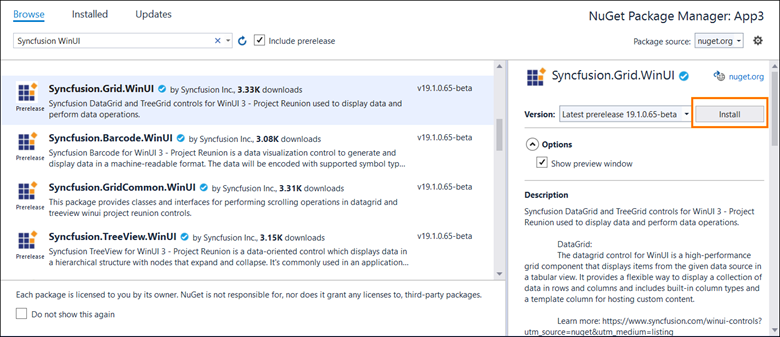 Browse Installed Updates NuGet Package Manager: App3
Syncfusion WinUI Include prerelease Package source: nuget.org
Syncfusion.Grid.WinUI by Syncfusion Inc., 3.33K downloads v19.1.0.65-beta
Prerelease
Syncfusion DataGrid and TreeGrid controls for WinUI 3 - Project Reunion used to display data and
perform data operations.
Syncfusion.Barcode.WinUI by Syncfusion Inc., 3.08K downloads v19.1.0.65-beta
Prerelease
Syncfusion Barcode for WinUI 3 - Project Reunion is a data visualization control to generate and
display data in a machine-readable format. The data will be encoded with supported symbol typ...
Syncfusion.GridCommon.WinUI by Syncfusion Inc., 3.31K downloads v19.1.0.65-beta
Prerelease
This package provides classes and interfaces for performing scrolling operations in datagrid and
treeview winui project reunion controls.
Syncfusion.TreeView.WinUI by Syncfusion Inc., 3.15K downloads v19.1.0.65-beta
Prerelease
Syncfusion TreeView for WinUI 3 - Project Reunion is a data-oriented control which displays data in
a hierarchical structure with nodes that expand and collapse. It's commonly used in an application...
Each package is licensed to you by its owner. NuGet is not responsible for, nor does it grant any licenses to, third-party packages.
Do not show this again
Syncfusion.Grid.WinUI nuget.org
Version: Latest prerelease 19.1.0.65-beta Install
Options
Show preview window
Description
Syncfusion DataGrid and TreeGrid controls for WinUI 3 - Project
Reunion used to display data and perform data operations.
DataGrid:
The datagrid control for WinUI is a high-performance
grid component that displays items from the given data source in
a tabular view. It provides a flexible way to display a collection of
data in rows and columns and includes built-in column types and
a template column for hosting custom content.
Learn more: https://www.syncfusion.com/winui-controls?
utm_source=nuget&utm_medium=listing